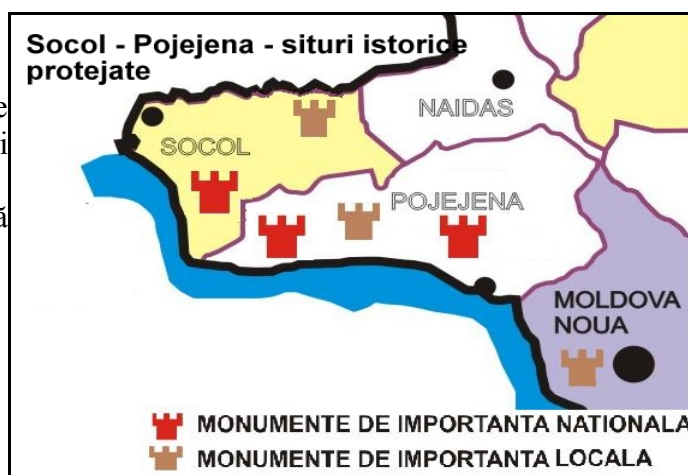 Socol - Pojejena - situri istorice
protejate
e
i
ă
NAIDAS
SOCOL
POJEJENA
MOLDOVA
NOUA
MONUMENTE DE IMPORTANTA NATIONALA
MONUMENTE DE IMPORTANTA LOCALA